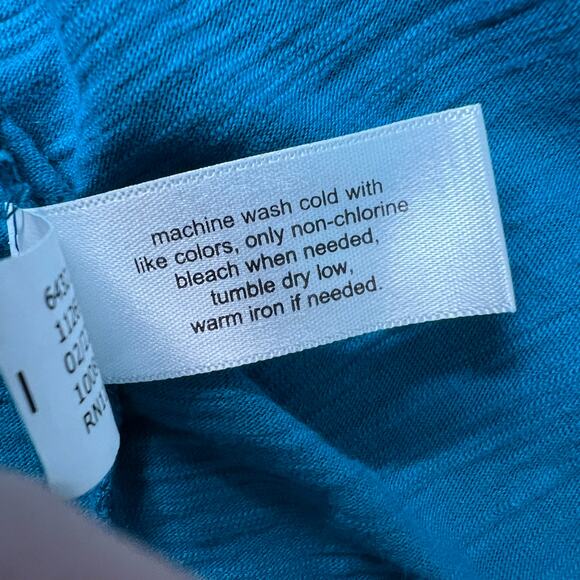 machine wash cold with
like colors, only non-chlorine
bleach when needed,
tumble dry low,
warm iron if needed.